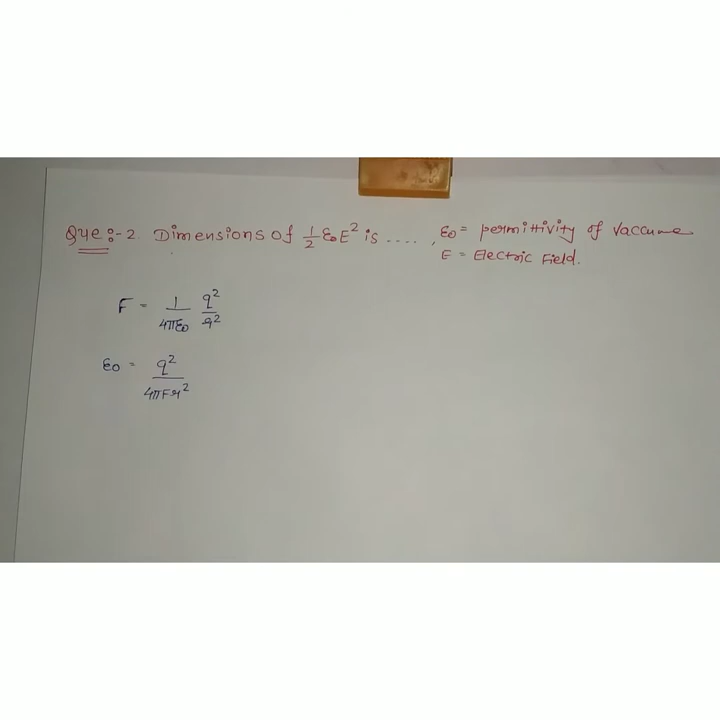 Que:- 2. Dimensions of 1/2 ε0E² is ...., ε0 = permittivity of vaccume
E = Electric Field.
F = 1/4πε0 q²/r²
ε0 = q²/4πFr²